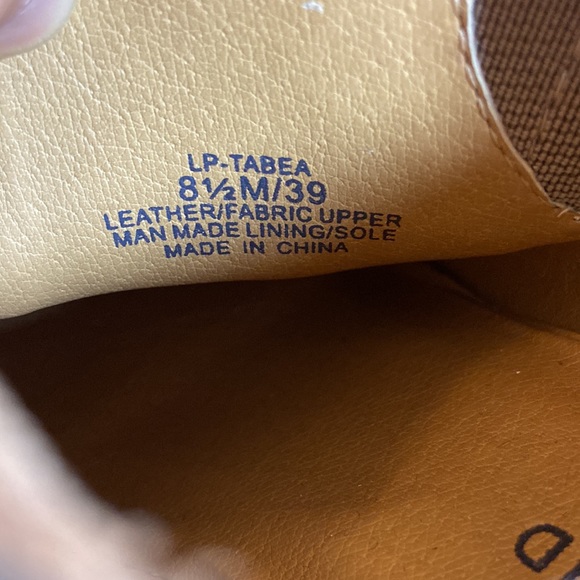 LP-TABEA
8½M/39
LEATHER/FABRIC UPPER
MAN MADE LINING/SOLE
MADE IN CHINA